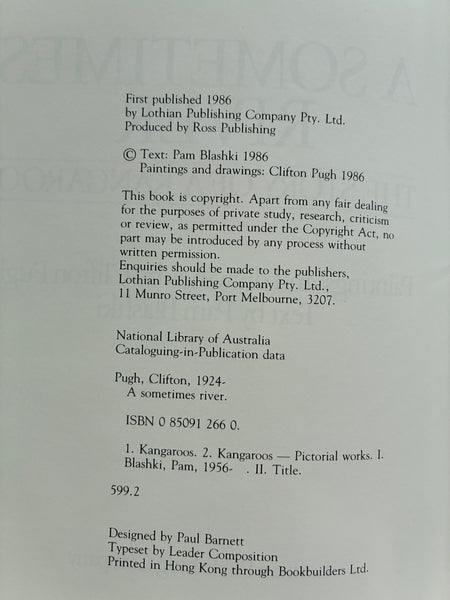 First published 1986
by Lothian Publishing Company Pty. Ltd.
Produced by Ross Publishing
© Text: Pam Blashki 1986
Paintings and drawings: Clifton Pugh 1986
This book is copyright. Apart from any fair dealing
for the purposes of private study, research, criticism
or review, as permitted under the Copyright Act, no
part may be introduced by any process without
written permission.
Enquiries should be made to the publishers,
Lothian Publishing Company Pty. Ltd.,
11 Munro Street, Port Melbourne, 3207.
National Library of Australia
Cataloguing-in-Publication data
Pugh, Clifton, 1924-
A sometimes river.
ISBN 0 85091 266 0.
1. Kangaroos. 2. Kangaroos — Pictorial works. I.
Blashki, Pam, 1956- . II. Title.
599.2
Designed by Paul Barnett
Typeset by Leader Composition
Printed in Hong Kong through Bookbuilders Ltd.